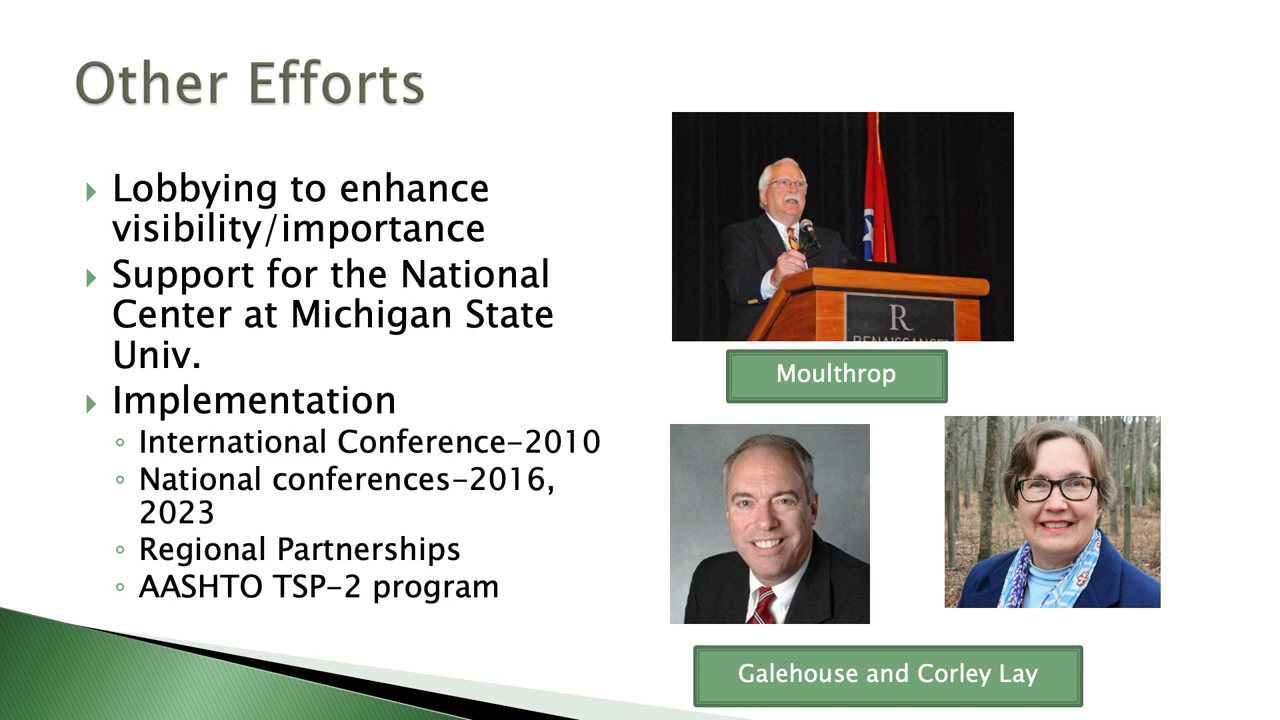 Other Efforts
Lobbying to enhance
visibility/importance
Support for the National
Center at Michigan State
Univ.
Implementation
International Conference-2010
National conferences-2016,
2023
Regional Partnerships
AASHTO TSP-2 program
R
RENAISSANCE
Moulthrop
Galehouse and Corley Lay